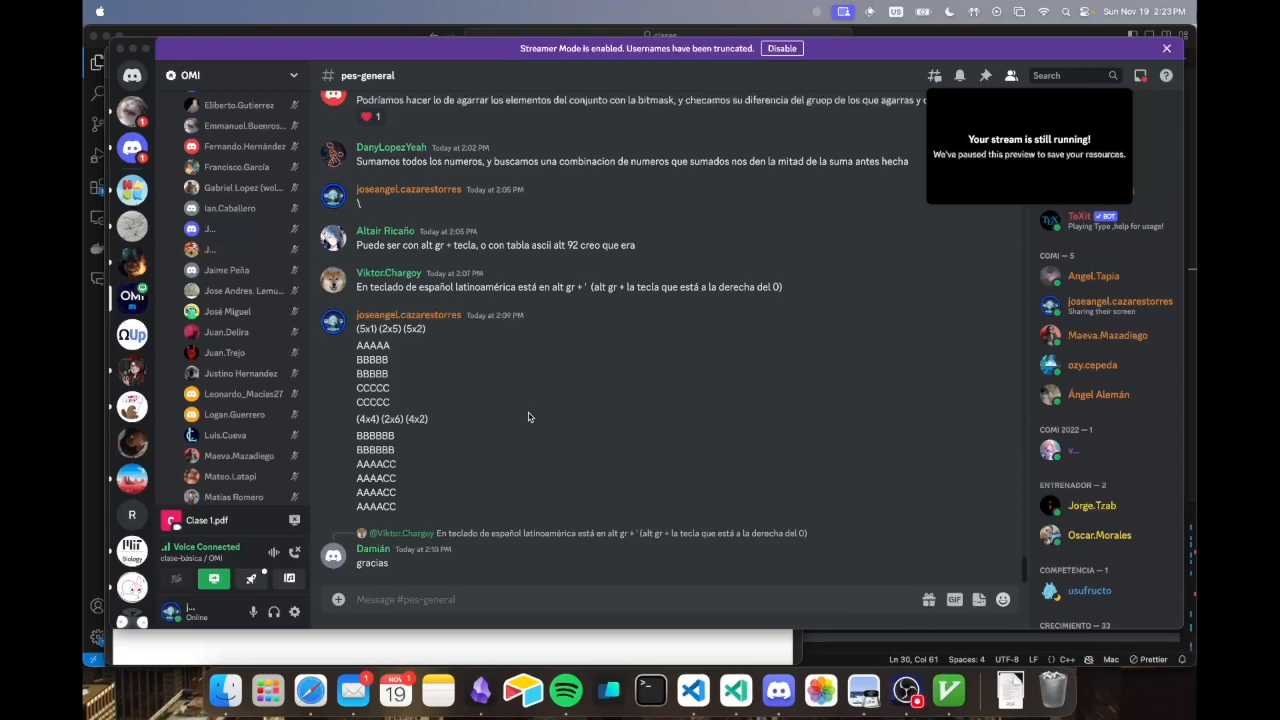 Sun Nov 19 2:23 PM
US
clases
Streamer Mode is enabled. Usernames have been truncated. Disable
OMI
# pes-general
Search
Eliberto.Gutierrez
Emmanuel.Buenros...
Fernando.Hernández
Francisco.García
Gabriel Lopez (wol...
Ian.Caballero
J...
J...
Jaime Peña
Jose Andres. Lemu...
José Miguel
Juan.Delira
Juan.Trejo
Justino Hernandez
Leonardo_Macias27
Logan.Guerrero
Luis.Cueva
Maeva.Mazadiego
Mateo.Latapi
Matías Romero
Clase 1.pdf
Voice Connected
clase-básica / OMI
J...
Online
1
1
OMI
ΩUp
R
MIT
Biology
Podríamos hacer lo de agarrar los elementos del conjunto con la bitmask, y checamos su diferencia del gruop de los que agarras y
❤️ 1
DanyLopezYeah Today at 2:02 PM
Sumamos todos los numeros, y buscamos una combinacion de numeros que sumados nos den la mitad de la suma antes hecha
joseangel.cazarestorres Today at 2:05 PM
\
Altair Ricaño Today at 2:05 PM
Puede ser con alt gr + tecla, o con tabla ascii alt 92 creo que era
Viktor.Chargoy Today at 2:07 PM
En teclado de español latinoamérica está en alt gr + ' (alt gr + la tecla que está a la derecha del 0)
joseangel.cazarestorres Today at 2:09 PM
(5x1) (2x5) (5x2)
AAAAA
BBBBB
BBBBB
CCCCC
CCCCC
(4x4) (2x6) (4x2)
BBBBBB
BBBBBB
AAAACC
AAAACC
AAAACC
AAAACC
@Viktor.Chargoy En teclado de español latinoamérica está en alt gr + ' (alt gr + la tecla que está a la derecha del 0)
Damián Today at 2:10 PM
gracias
Message #pes-general
GIF
Your stream is still running!
We've paused this preview to save your resources.
TeXit BOT
Playing Type ,help for usage!
COMI — 5
Angel.Tapia
joseangel.cazarestorres
Sharing their screen
Maeva.Mazadiego
ozy.cepeda
Ángel Alemán
COMI 2022 — 1
v...
ENTRENADOR — 2
Jorge.Tzab
Oscar.Morales
COMPETENCIA — 1
usufructo
CRECIMIENTO — 33
Ln 30, Col 61 Spaces: 4 UTF-8 LF {} C++ Mac Prettier
1
NOV 1
19